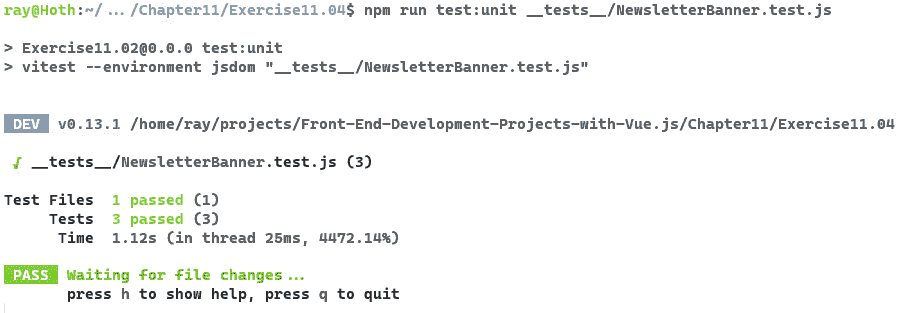 ray@Hoth:~/.../Chapter11/Exercise11.04$ npm run test:unit __tests__/NewsletterBanner.test.js
> Exercise11.02@0.0.0 test:unit
> vitest --environment jsdom "__tests__/NewsletterBanner.test.js"
DEV v0.13.1 /home/ray/projects/Front-End-Development-Projects-with-Vue.js/Chapter11/Exercise11.04
√ __tests__/NewsletterBanner.test.js (3)
Test Files 1 passed (1)
Tests 3 passed (3)
Time 1.12s (in thread 25ms, 4472.14%)
PASS Waiting for file changes...
press h to show help, press q to quit